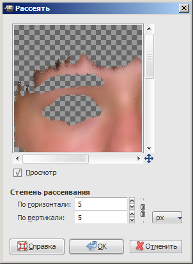 Рассеять
Просмотр
Степень рассеивания
По горизонтали: 5
По вертикали: 5
px
Справка OK Отменить